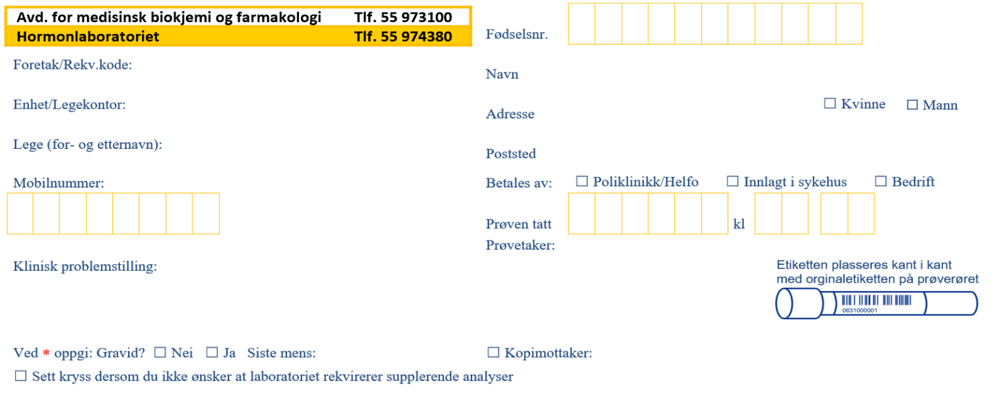 Avd. for medisinsk biokjemi og farmakologi Tlf. 55 973100
Hormonlaboratoriet Tlf. 55 974380
Foretak/Rekv.kode:
Enhet/Legekontor:
Lege (for- og etternavn):
Mobilnummer:
Klinisk problemstilling:
Fødselsnr.
Navn
☐ Kvinne ☐ Mann
Adresse
Poststed
Betales av: ☐ Poliklinikk/Helfo ☐ Innlagt i sykehus ☐ Bedrift
Prøven tatt kl
Prøvetaker:
Etiketten plasseres kant i kant
med orginaletiketten på prøverøret
0631000001
Ved * oppgi: Gravid? ☐ Nei ☐ Ja Siste mens:
☐ Kopimottaker:
☐ Sett kryss dersom du ikke ønsker at laboratoriet rekvirerer supplerende analyser